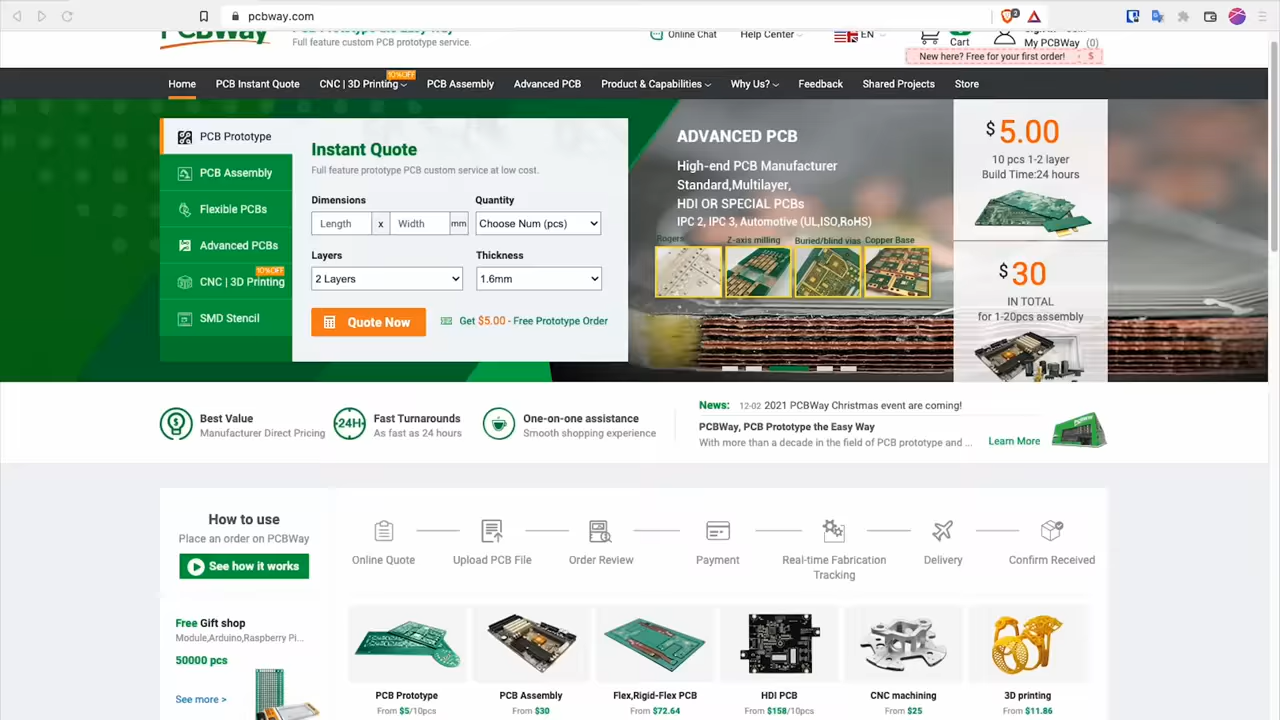 pcbway.com
2
PCBWay
Full feature custom PCB prototype service.
Online Chat
Help Center
EN
Cart
My PCBWay (0)
New here? Free for your first order!
$
10%OFF
Home
PCB Instant Quote
CNC | 3D Printing
PCB Assembly
Advanced PCB
Product & Capabilities
Why Us?
Feedback
Shared Projects
Store
PCB Prototype
PCB Assembly
Flexible PCBs
Advanced PCBs
10%OFF
CNC | 3D Printing
SMD Stencil
Instant Quote
Full feature prototype PCB custom service at low cost.
Dimensions
Quantity
Length x Width mm
Choose Num (pcs)
Layers
Thickness
2 Layers
1.6mm
Quote Now
Get $5.00 - Free Prototype Order
ADVANCED PCB
High-end PCB Manufacturer
Standard,Multilayer,
HDI OR SPECIAL PCBs
IPC 2, IPC 3, Automotive (UL,ISO,RoHS)
Rogers
Z-axis milling
Buried/blind vias
Copper Base
$5.00
10 pcs 1-2 layer
Build Time:24 hours
$30
IN TOTAL
for 1-20pcs assembly
Best Value
Manufacturer Direct Pricing
24H
Fast Turnarounds
As fast as 24 hours
One-on-one assistance
Smooth shopping experience
News: 12-02 2021 PCBWay Christmas event are coming!
PCBWay, PCB Prototype the Easy Way
With more than a decade in the field of PCB prototype and ...
Learn More
How to use
Place an order on PCBWay
See how it works
Online Quote
Upload PCB File
Order Review
Payment
Real-time Fabrication
Tracking
Delivery
Confirm Received
Free Gift shop
Module,Arduino,Raspberry Pi...
50000 pcs
See more >
PCB Prototype
From $5/10pcs
PCB Assembly
From $30
Flex,Rigid-Flex PCB
From $72.64
HDI PCB
From $158/10pcs
CNC machining
From $25
3D printing
From $11.86